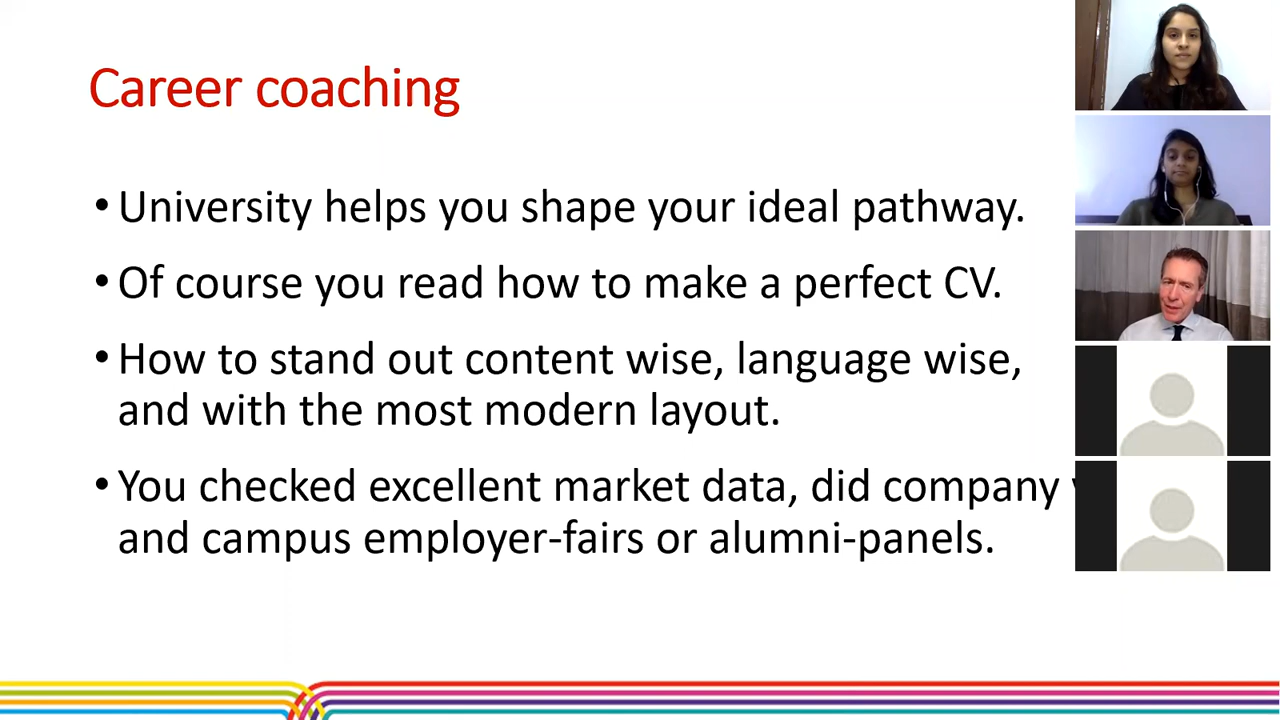 Career coaching
• University helps you shape your ideal pathway.
• Of course you read how to make a perfect CV.
• How to stand out content wise, language wise,
and with the most modern layout.
• You checked excellent market data, did company
and campus employer-fairs or alumni-panels.